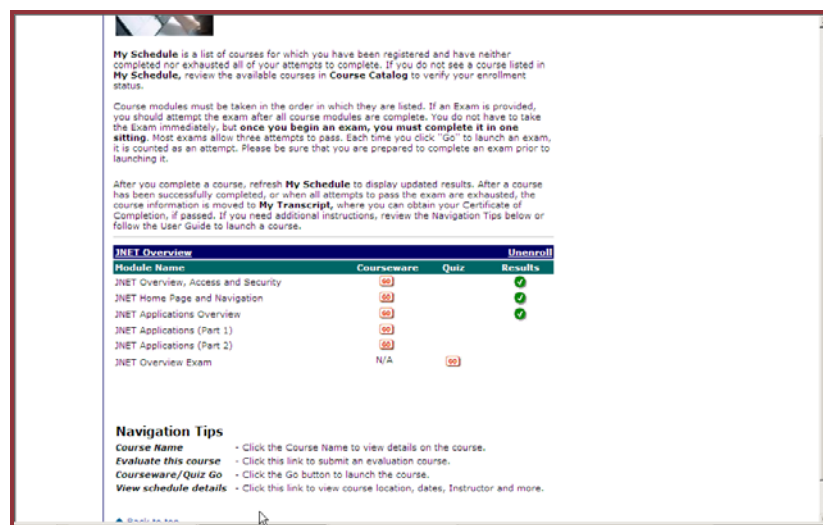 My Schedule is a list of courses for which you have been registered and have neither
completed nor exhausted all of your attempts to complete. If you do not see a course listed in
My Schedule, review the available courses in Course Catalog to verify your enrollment
status.
Course modules must be taken in the order in which they are listed. If an Exam is provided,
you should attempt the exam after all course modules are complete. You do not have to take
the Exam immediately, but once you begin an exam, you must complete it in one
sitting. Most exams allow three attempts to pass. Each time you click "Go" to launch an exam,
it is counted as an attempt. Please be sure that you are prepared to complete an exam prior to
launching it.
After you complete a course, refresh My Schedule to display updated results. After a course
has been successfully completed, or when all attempts to pass the exam are exhausted, the
course information is moved to My Transcript, where you can obtain your Certificate of
Completion, if passed. If you need additional instructions, review the Navigation Tips below or
follow the User Guide to launch a course.
JNET Overview Unenroll
Module Name Courseware Quiz Results
JNET Overview, Access and Security GO
JNET Home Page and Navigation GO
JNET Applications Overview GO
JNET Applications (Part 1) GO
JNET Applications (Part 2) GO
JNET Overview Exam N/A GO
Navigation Tips
Course Name - Click the Course Name to view details on the course.
Evaluate this course - Click this link to submit an evaluation course.
Courseware/Quiz Go - Click the Go button to launch the course.
View schedule details - Click this link to view course location, dates, Instructor and more.
Back to top